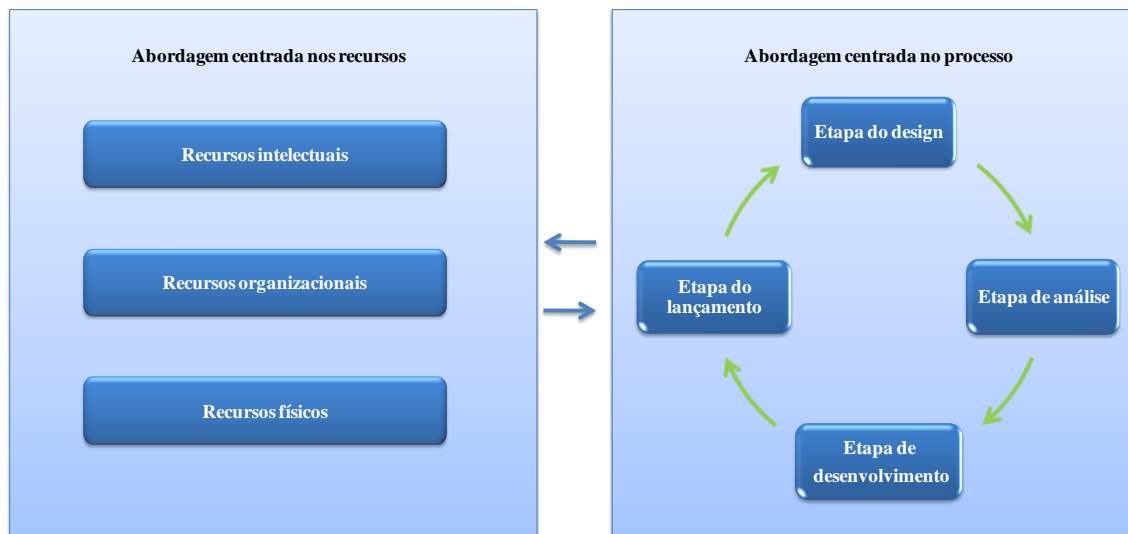 Abordagem centrada nos recursos
Recursos intelectuais
Recursos organizacionais
Recursos físicos
Abordagem centrada no processo
Etapa do design
Etapa de análise
Etapa de
desenvolvimento
Etapa do
lançamento